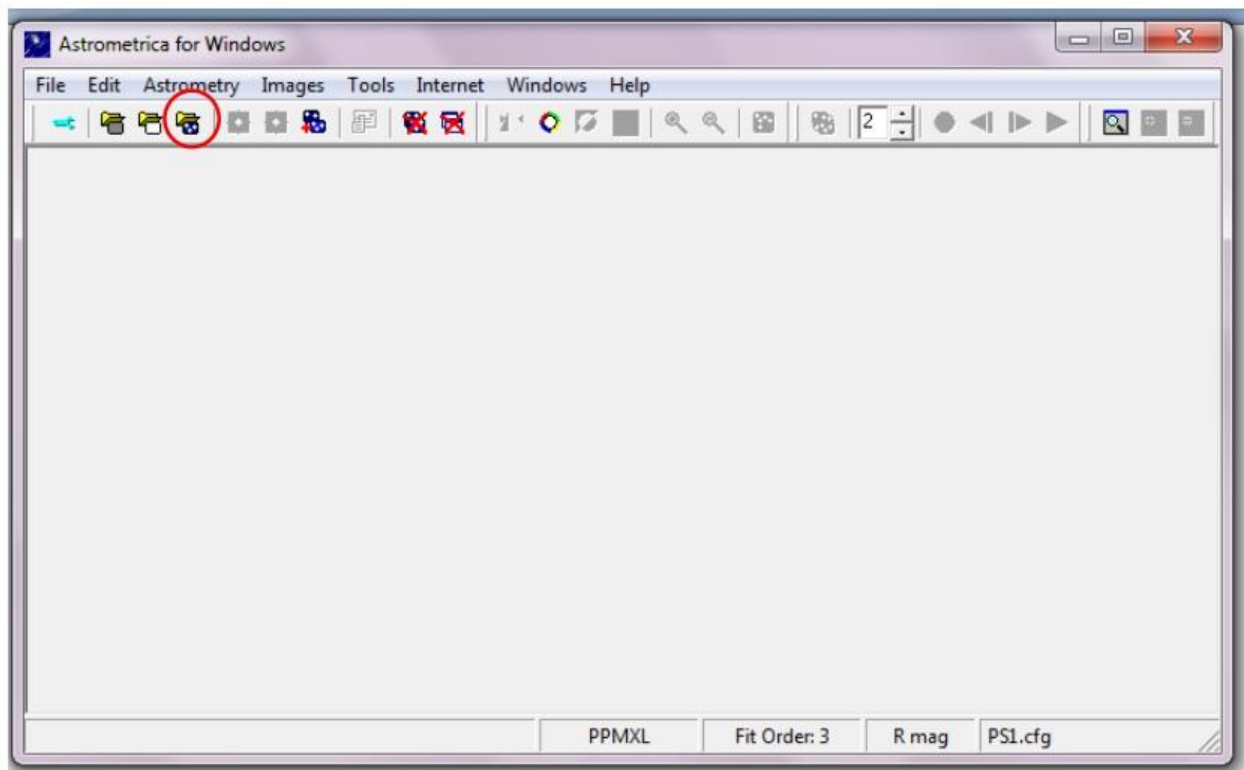 Astrometrica for Windows
File Edit Astrometry Images Tools Internet Windows Help
2
PPMXL Fit Order: 3 R mag PS1.cfg